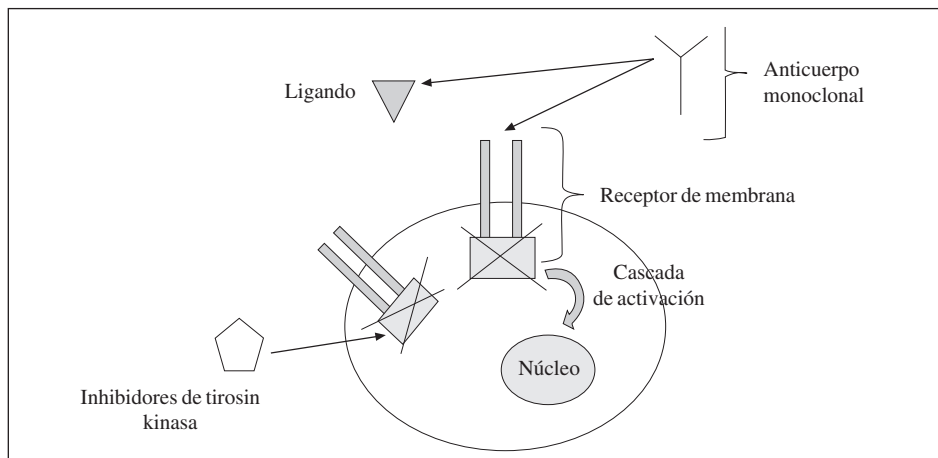 Ligando
Anticuerpo
monoclonal
Receptor de membrana
Cascada
de activación
Núcleo
Inhibidores de tirosin
kinasa